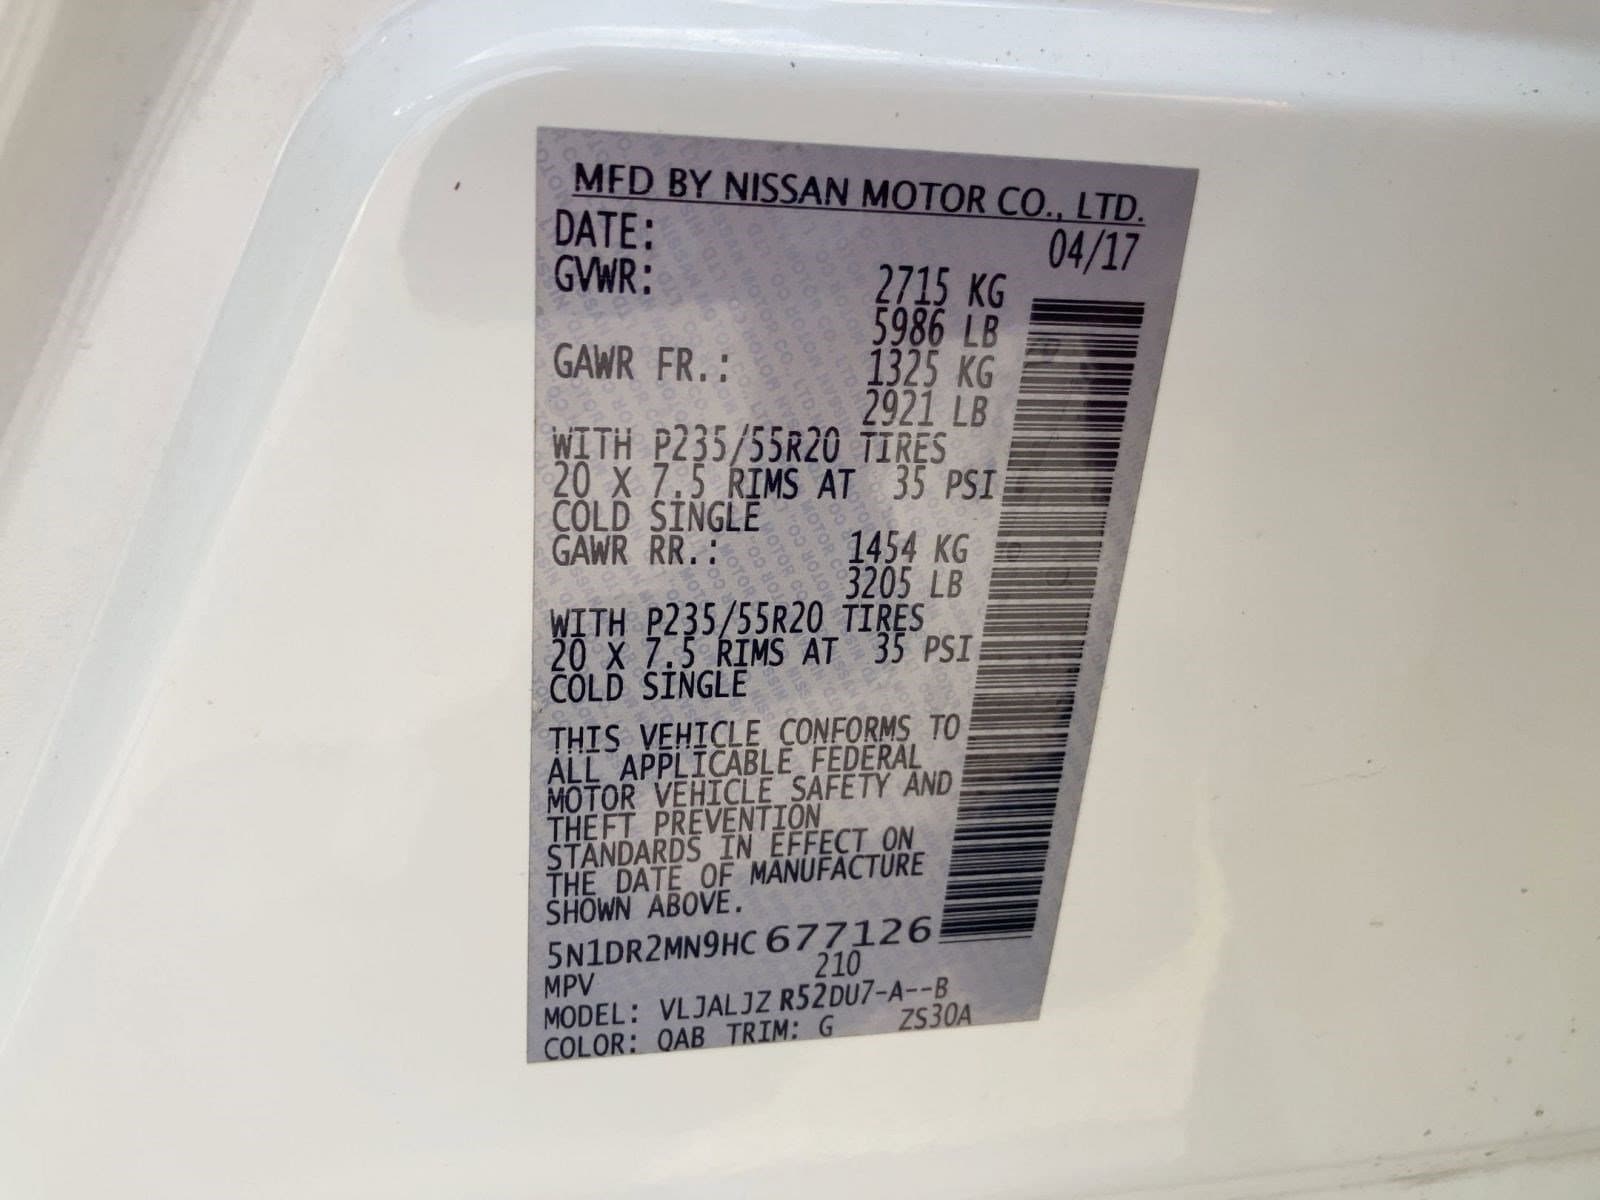 MFD BY NISSAN MOTOR CO., LTD.
DATE: 04/17
GVWR: 2715 KG
5986 LB
GAWR FR.: 1325 KG
2921 LB
WITH P235/55R20 TIRES
20 X 7.5 RIMS AT 35 PSI
COLD SINGLE
GAWR RR.: 1454 KG
3205 LB
WITH P235/55R20 TIRES
20 X 7.5 RIMS AT 35 PSI
COLD SINGLE
THIS VEHICLE CONFORMS TO
ALL APPLICABLE FEDERAL
MOTOR VEHICLE SAFETY AND
THEFT PREVENTION
STANDARDS IN EFFECT ON
THE DATE OF MANUFACTURE
SHOWN ABOVE.
5N1DR2MN9HC677126
MPV 210
MODEL: VLJALJZ R52DU7-A--B
COLOR: QAB TRIM: G ZS30A